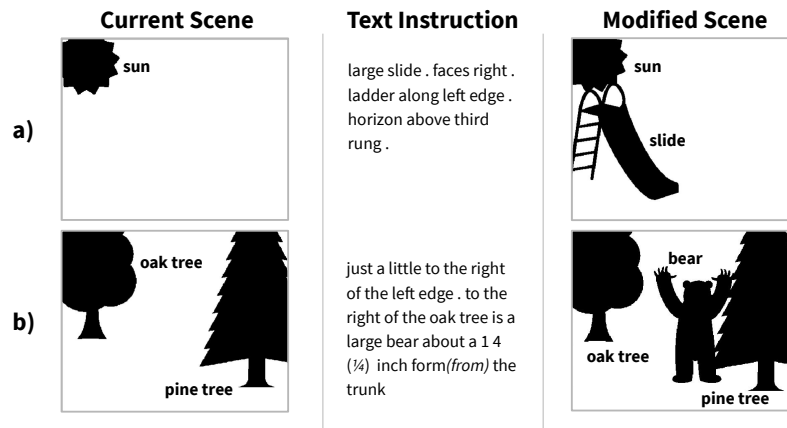 Current Scene
Text Instruction
Modified Scene
a)
sun
large slide . faces right .
ladder along left edge .
horizon above third
rung .
sun
slide
b)
oak tree
pine tree
just a little to the right
of the left edge . to the
right of the oak tree is a
large bear about a 1 4
(¼) inch form(from) the
trunk
bear
oak tree
pine tree